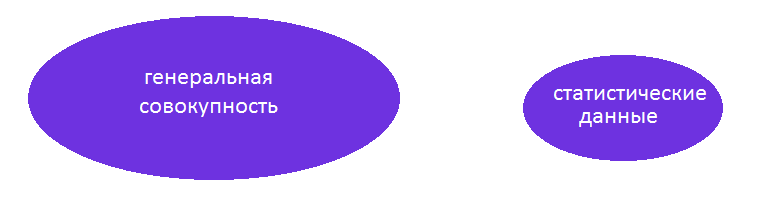 генеральная
совокупность
статистические
данные